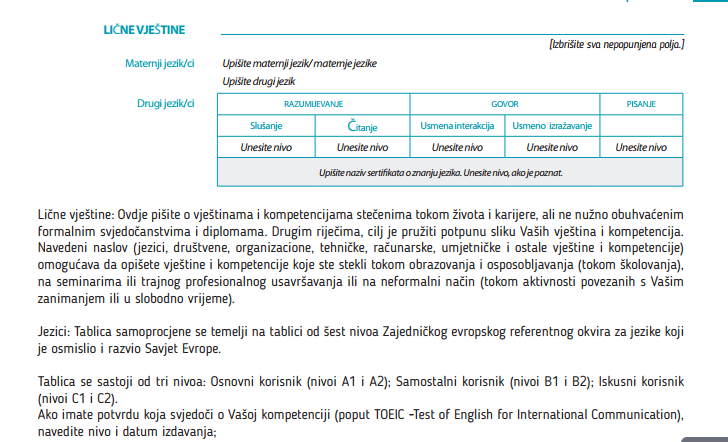 LIČNE VJEŠTINE
[Izbrišite sva nepopunjena polja.]
Maternji jezik/ci Upišite maternji jezik/ maternje jezike
Upišite drugi jezik
Drugi jezik/ci RAZUMIJEVANJE GOVOR PISANJE
Slušanje Čitanje Usmena interakcija Usmeno izražavanje
Unesite nivo Unesite nivo Unesite nivo Unesite nivo Unesite nivo
Upišite naziv sertifikata o znanju jezika. Unesite nivo, ako je poznat.
Lične vještine: Ovdje pišite o vještinama i kompetencijama stečenima tokom života i karijere, ali ne nužno obuhvaćenim
formalnim svjedočanstvima i diplomama. Drugim riječima, cilj je pružiti potpunu sliku Vaših vještina i kompetencija.
Navedeni naslov (jezici, društvene, organizacione, tehničke, računarske, umjetničke i ostale vještine i kompetencije)
omogućava da opišete vještine i kompetencije koje ste stekli tokom obrazovanja i osposobljavanja (tokom školovanja),
na seminarima ili trajnog profesionalnog usavršavanja ili na neformalni način (tokom aktivnosti povezanih s Vašim
zanimanjem ili u slobodno vrijeme).
Jezici: Tablica samoprocjene se temelji na tablici od šest nivoa Zajedničkog evropskog referentnog okvira za jezike koji
je osmislio i razvio Savjet Evrope.
Tablica se sastoji od tri nivoa: Osnovni korisnik (nivoi A1 i A2); Samostalni korisnik (nivoi B1 i B2); Iskusni korisnik
(nivoi C1 i C2).
Ako imate potvrdu koja svjedoči o Vašoj kompetenciji (poput TOEIC -Test of English for International Communication),
navedite nivo i datum izdavanja;